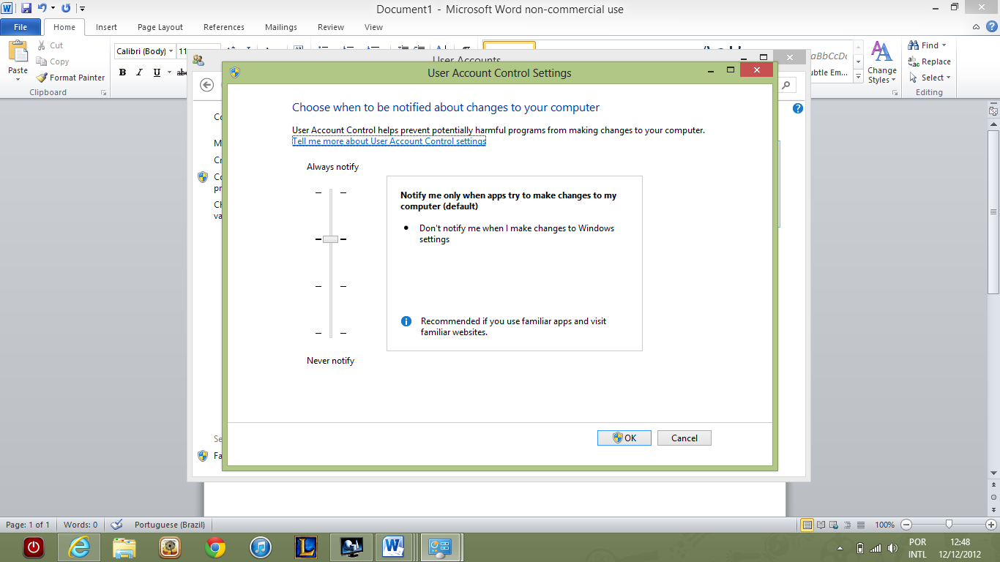 Document1 - Microsoft Word non-commercial use
File Home Insert Page Layout References Mailings Review View
Cut
Copy
Paste Format Painter
Clipboard
Calibri (Body) 11
B I U abc
User Accounts
AaBbCcDc
Change
Styles
Find
Replace
Select
Editing
User Account Control Settings
Choose when to be notified about changes to your computer
User Account Control helps prevent potentially harmful programs from making changes to your computer.
Tell me more about User Account Control settings
Always notify
Notify me only when apps try to make changes to my
computer (default)
Don't notify me when I make changes to Windows
settings
Recommended if you use familiar apps and visit
familiar websites.
Never notify
OK Cancel
Page: 1 of 1 Words: 0 Portuguese (Brazil) 100%
POR 12:48
INTL 12/12/2012